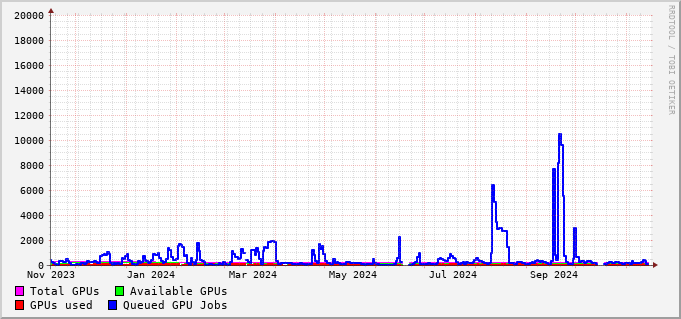 20000
18000
16000
14000
12000
10000
8000
6000
4000
2000
0
Nov 2023 Jan 2024 Mar 2024 May 2024 Jul 2024 Sep 2024
Total GPUs Available GPUs
GPUs used Queued GPU Jobs
RRDTOOL / TOBI OETIKER